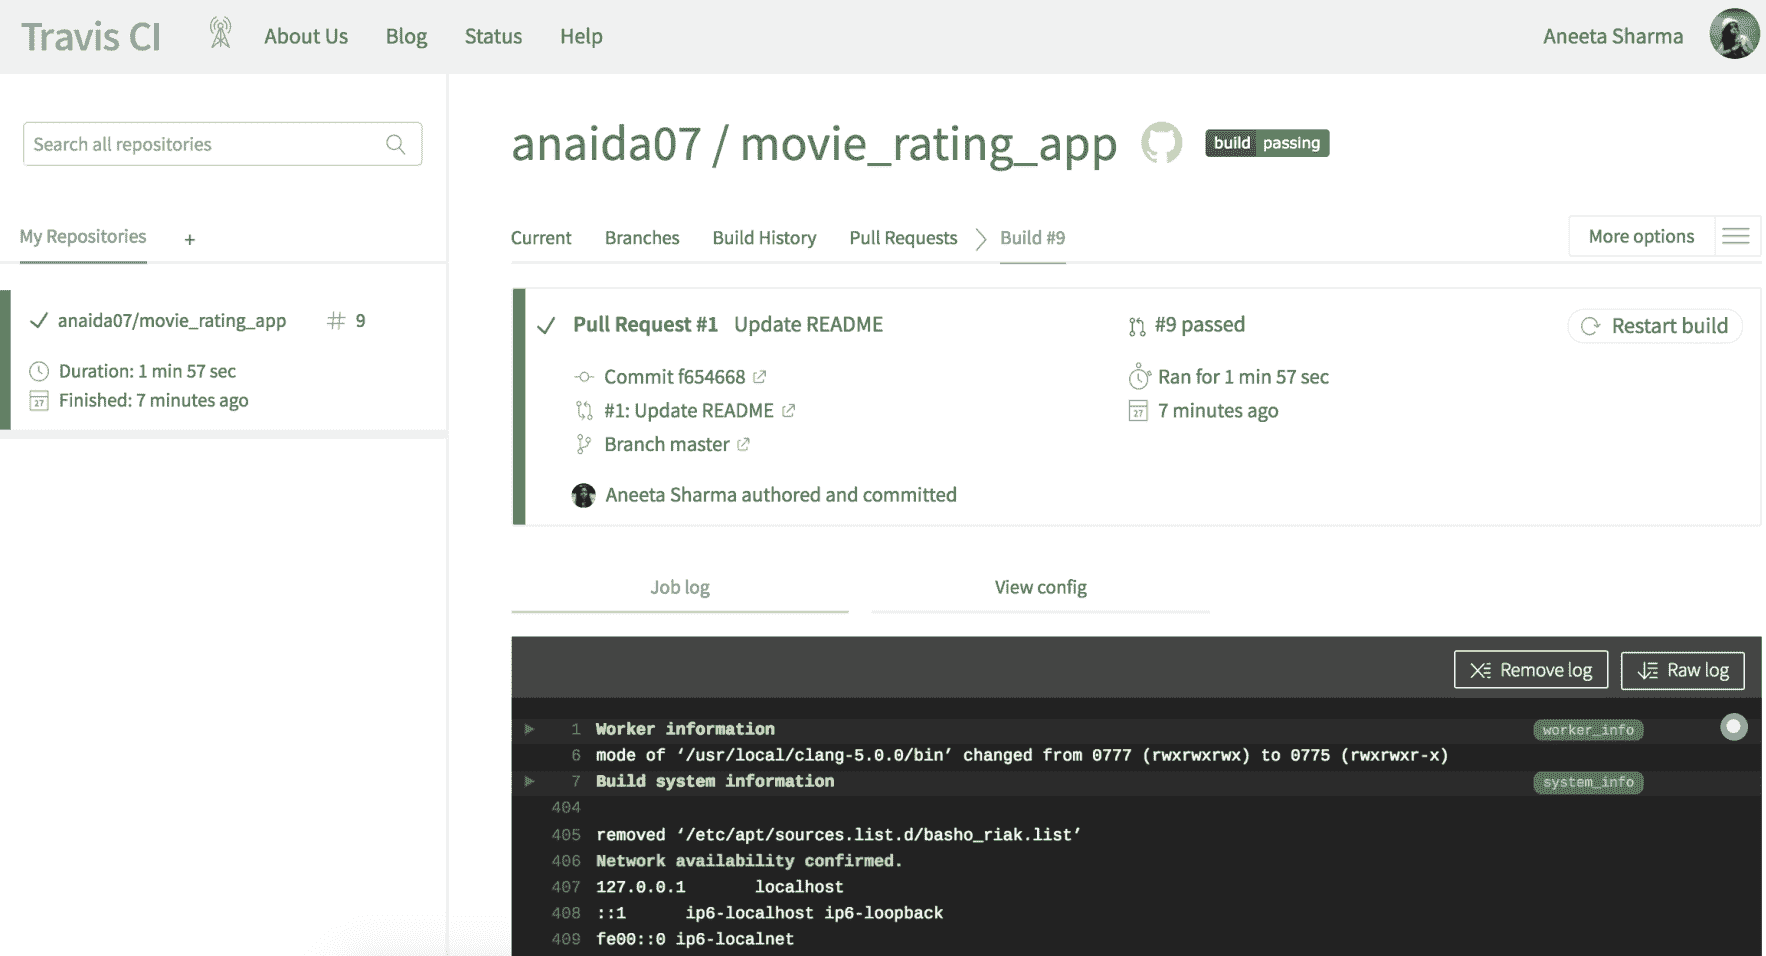 Travis CI About Us Blog Status Help Aneeta Sharma
Search all repositories
My Repositories +
anaida07/movie_rating_app # 9
Duration: 1 min 57 sec
Finished: 7 minutes ago
anaida07 / movie_rating_app build passing
Current Branches Build History Pull Requests Build #9 More options
Pull Request #1 Update README #9 passed Restart build
Commit f654668 Ran for 1 min 57 sec
#1: Update README 7 minutes ago
Branch master
Aneeta Sharma authored and committed
Job log View config
Remove log Raw log
1 Worker information worker_info
6 mode of ‘/usr/local/clang-5.0.0/bin’ changed from 0777 (rwxrwxrwx) to 0775 (rwxrwxr-x)
7 Build system information system_info
404
405 removed ‘/etc/apt/sources.list.d/basho_riak.list’
406 Network availability confirmed.
407 127.0.0.1 localhost
408 ::1 ip6-localhost ip6-loopback
409 fe00::0 ip6-localnet